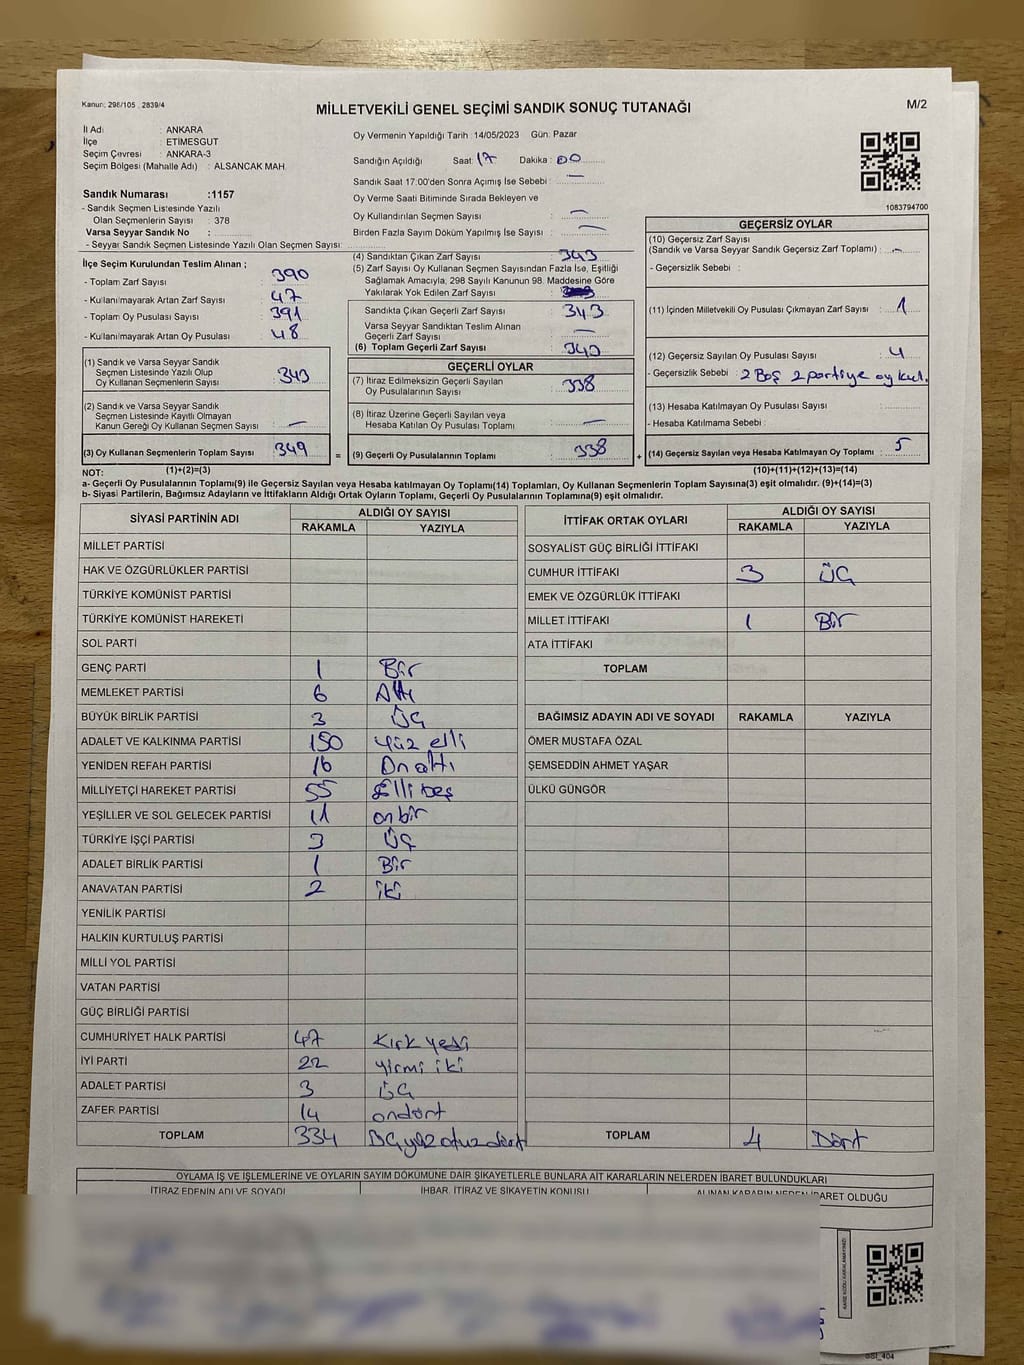 Kanun; 298/105 , 2839/4
MİLLETVEKİLİ GENEL SEÇİMİ SANDIK SONUÇ TUTANAĞI
M/2
İl Adı : ANKARA
İlçe : ETİMESGUT
Seçim Çevresi : ANKARA-3
Seçim Bölgesi (Mahalle Adı) : ALSANCAK MAH.
Oy Vermenin Yapıldığı Tarih : 14/05/2023 Gün: Pazar
Sandığın Açıldığı Saat: 17 Dakika : 00
Sandık Saat 17:00'den Sonra Açımış İse Sebebi : —
Oy Verme Saati Bitiminde Sırada Bekleyen ve
Oy Kullandırılan Seçmen Sayısı : —
Birden Fazla Sayım Döküm Yapılmış İse Sayısı : —
1083794700
Sandık Numarası :1157
- Sandık Seçmen Listesinde Yazılı
Olan Seçmenlerin Sayısı : 378
Varsa Seyyar Sandık No :
- Seyyar Sandık Seçmen Listesinde Yazılı Olan Seçmen Sayısı:
İlçe Seçim Kurulundan Teslim Alınan ;
- Toplam Zarf Sayısı : 390
- Kullanılmayarak Artan Zarf Sayısı : 47
- Toplam Oy Pusulası Sayısı : 391
- Kullanılmayarak Artan Oy Pusulası : 48
(1) Sandık ve Varsa Seyyar Sandık
Seçmen Listesinde Yazılı Olup
Oy Kullanan Seçmenlerin Sayısı : 343
(2) Sandık ve Varsa Seyyar Sandık
Seçmen Listesinde Kayıtlı Olmayan
Kanun Gereği Oy Kullanan Seçmen Sayısı : —
(3) Oy Kullanan Seçmenlerin Toplam Sayısı : 349
(4) Sandıktan Çıkan Zarf Sayısı : 343
(5) Zarf Sayısı Oy Kullanan Seçmen Sayısından Fazla İse, Eşitliği
Sağlamak Amacıyla; 298 Sayılı Kanunun 98. Maddesine Göre
Yakılarak Yok Edilen Zarf Sayısı :
Sandıkta Çıkan Geçerli Zarf Sayısı : 343
Varsa Seyyar Sandıktan Teslim Alınan
Geçerli Zarf Sayısı : —
(6) Toplam Geçerli Zarf Sayısı : 343
GEÇERLİ OYLAR
(7) İtiraz Edilmeksizin Geçerli Sayılan
Oy Pusulalarının Sayısı : 338
(8) İtiraz Üzerine Geçerli Sayılan veya
Hesaba Katılan Oy Pusulası Toplamı : —
= (9) Geçerli Oy Pusulalarının Toplamı : 338 +
GEÇERSİZ OYLAR
(10) Geçersiz Zarf Sayısı
(Sandık ve Varsa Seyyar Sandık Geçersiz Zarf Toplamı) : —
- Geçersizlik Sebebi :
(11) İçinden Milletvekili Oy Pusulası Çıkmayan Zarf Sayısı : 1
(12) Geçersiz Sayılan Oy Pusulası Sayısı : 4
- Geçersizlik Sebebi : 2 Boş 2 partiye oy kul.
(13) Hesaba Katılmayan Oy Pusulası Sayısı :
- Hesaba Katılmama Sebebi :
(14) Geçersiz Sayılan veya Hesaba Katılmayan Oy Toplamı : 5
NOT: (1)+(2)=(3) (10)+(11)+(12)+(13)=(14)
a- Geçerli Oy Pusulalarının Toplamı(9) ile Geçersiz Sayılan veya Hesaba katılmayan Oy Toplamı(14) Toplamları, Oy Kullanan Seçmenlerin Toplam Sayısına(3) eşit olmalıdır. (9)+(14)=(3)
b- Siyasi Partilerin, Bağımsız Adayların ve İttifakların Aldığı Ortak Oyların Toplamı, Geçerli Oy Pusulalarının Toplamına(9) eşit olmalıdır.
SİYASİ PARTİNİN ADI ALDIĞI OY SAYISI
RAKAMLA YAZIYLA
MİLLET PARTİSİ
HAK VE ÖZGÜRLÜKLER PARTİSİ
TÜRKİYE KOMÜNİST PARTİSİ
TÜRKİYE KOMÜNİST HAREKETİ
SOL PARTİ
GENÇ PARTİ 1 Bir
MEMLEKET PARTİSİ 6 Altı
BÜYÜK BİRLİK PARTİSİ 3 Üç
ADALET VE KALKINMA PARTİSİ 150 Yüz elli
YENİDEN REFAH PARTİSİ 16 Onaltı
MİLLİYETÇİ HAREKET PARTİSİ 55 Elli beş
YEŞİLLER VE SOL GELECEK PARTİSİ 11 onbir
TÜRKİYE İŞÇİ PARTİSİ 3 Üç
ADALET BİRLİK PARTİSİ 1 Bir
ANAVATAN PARTİSİ 2 iki
YENİLİK PARTİSİ
HALKIN KURTULUŞ PARTİSİ
MİLLİ YOL PARTİSİ
VATAN PARTİSİ
GÜÇ BİRLİĞİ PARTİSİ
CUMHURİYET HALK PARTİSİ 47 Kırk yedi
İYİ PARTİ 22 yirmi iki
ADALET PARTİSİ 3 üç
ZAFER PARTİSİ 14 ondört
TOPLAM 334 Üçyüzotuzdört
İTTİFAK ORTAK OYLARI ALDIĞI OY SAYISI
RAKAMLA YAZIYLA
SOSYALIST GÜÇ BİRLİĞİ İTTİFAKI
CUMHUR İTTİFAKI 3 ÜÇ
EMEK VE ÖZGÜRLÜK İTTİFAKI
MİLLET İTTİFAKI 1 Bir
ATA İTTİFAKI
TOPLAM
BAĞIMSIZ ADAYIN ADI VE SOYADI RAKAMLA YAZIYLA
ÖMER MUSTAFA ÖZAL
ŞEMSEDDİN AHMET YAŞAR
ÜLKÜ GÜNGÖR
TOPLAM 4 Dört
OYLAMA İŞ VE İŞLEMLERİNE VE OYLARIN SAYIM DÖKÜMÜNE DAİR ŞİKAYETLERLE BUNLARA AİT KARARLARIN NELERDEN İBARET BULUNDUKLARI
İTİRAZ EDENİN ADI VE SOYADI İHBAR, İTİRAZ VE ŞİKAYETİN KONUSU ALINAN KARARIN NEDEN İBARET OLDUĞU